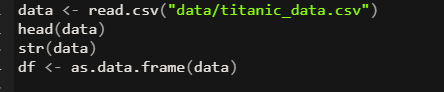 data <- read.csv("data/titanic_data.csv")
head(data)
str(data)
df <- as.data.frame(data)